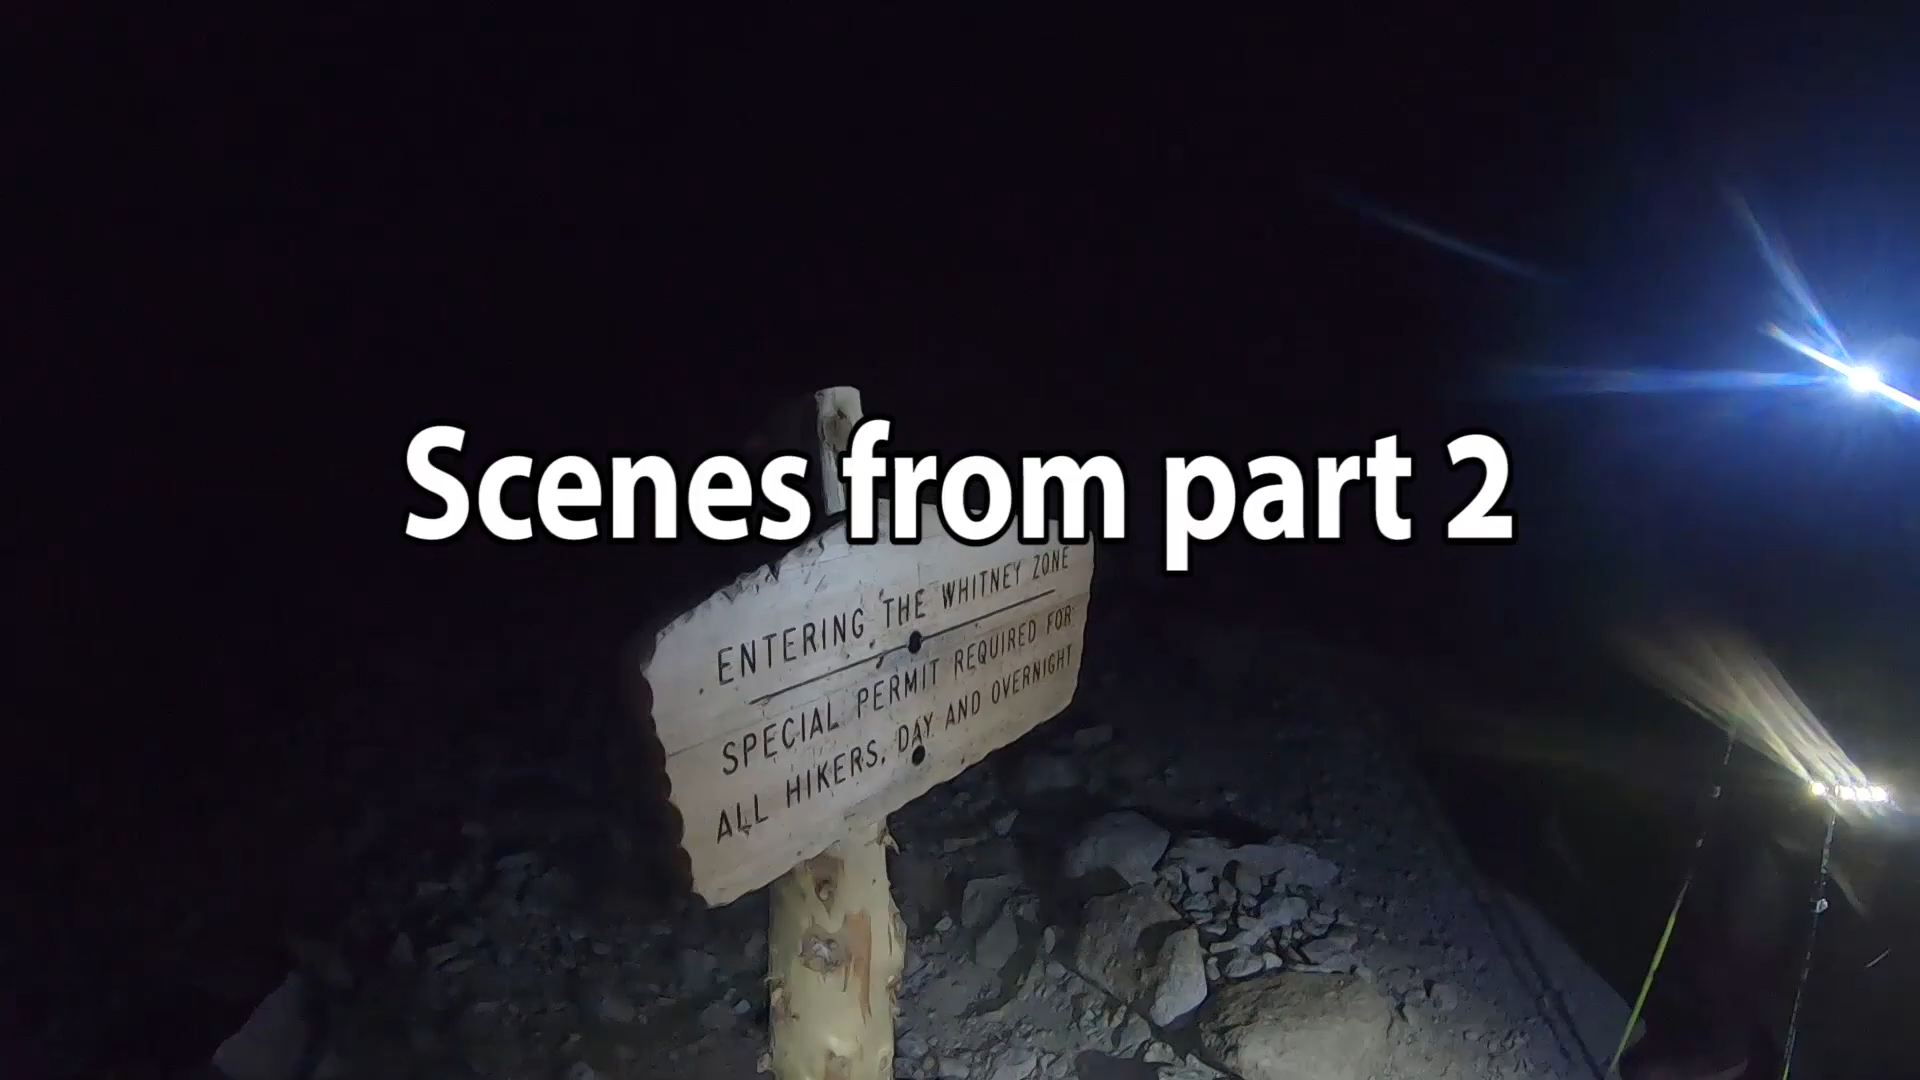 Scenes from part 2
ENTERING THE WHITNEY ZONE
SPECIAL PERMIT REQUIRED FOR
ALL HIKERS, DAY AND OVERNIGHT